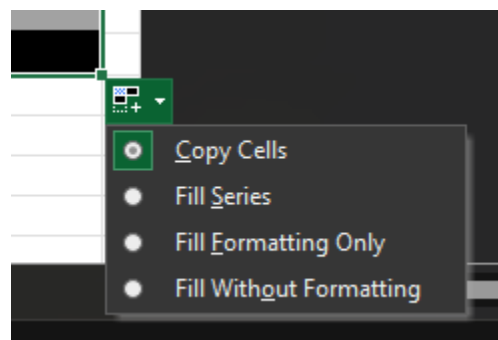 Copy Cells
Fill Series
Fill Formatting Only
Fill Without Formatting